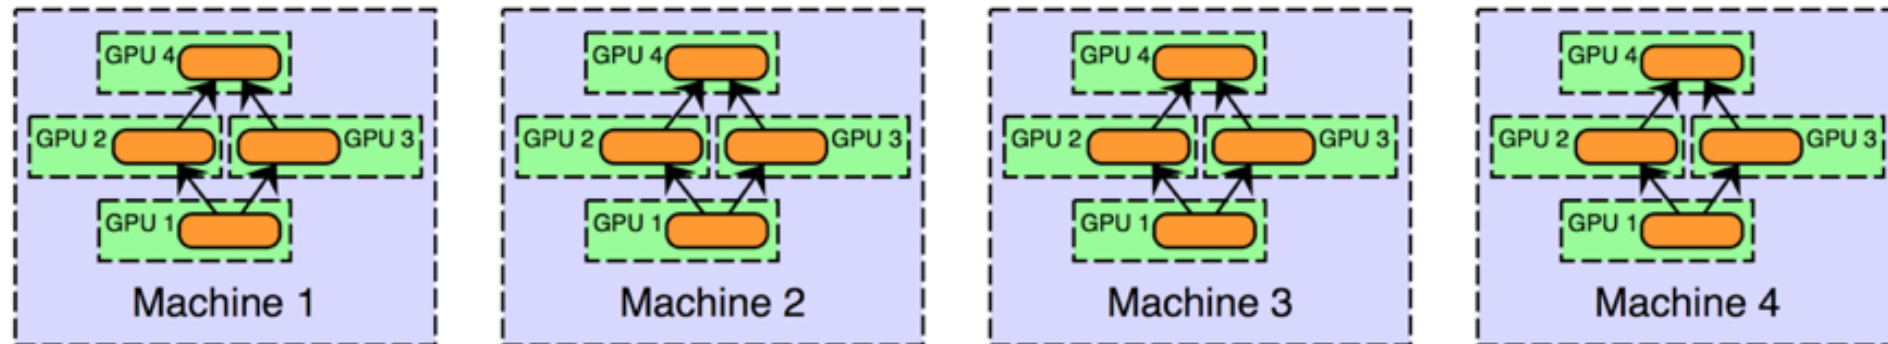 GPU 4 GPU 4 GPU 4 GPU 4
GPU 2 GPU 3 GPU 2 GPU 3 GPU 2 GPU 3 GPU 2 GPU 3
GPU 1 GPU 1 GPU 1 GPU 1
Machine 1 Machine 2 Machine 3 Machine 4